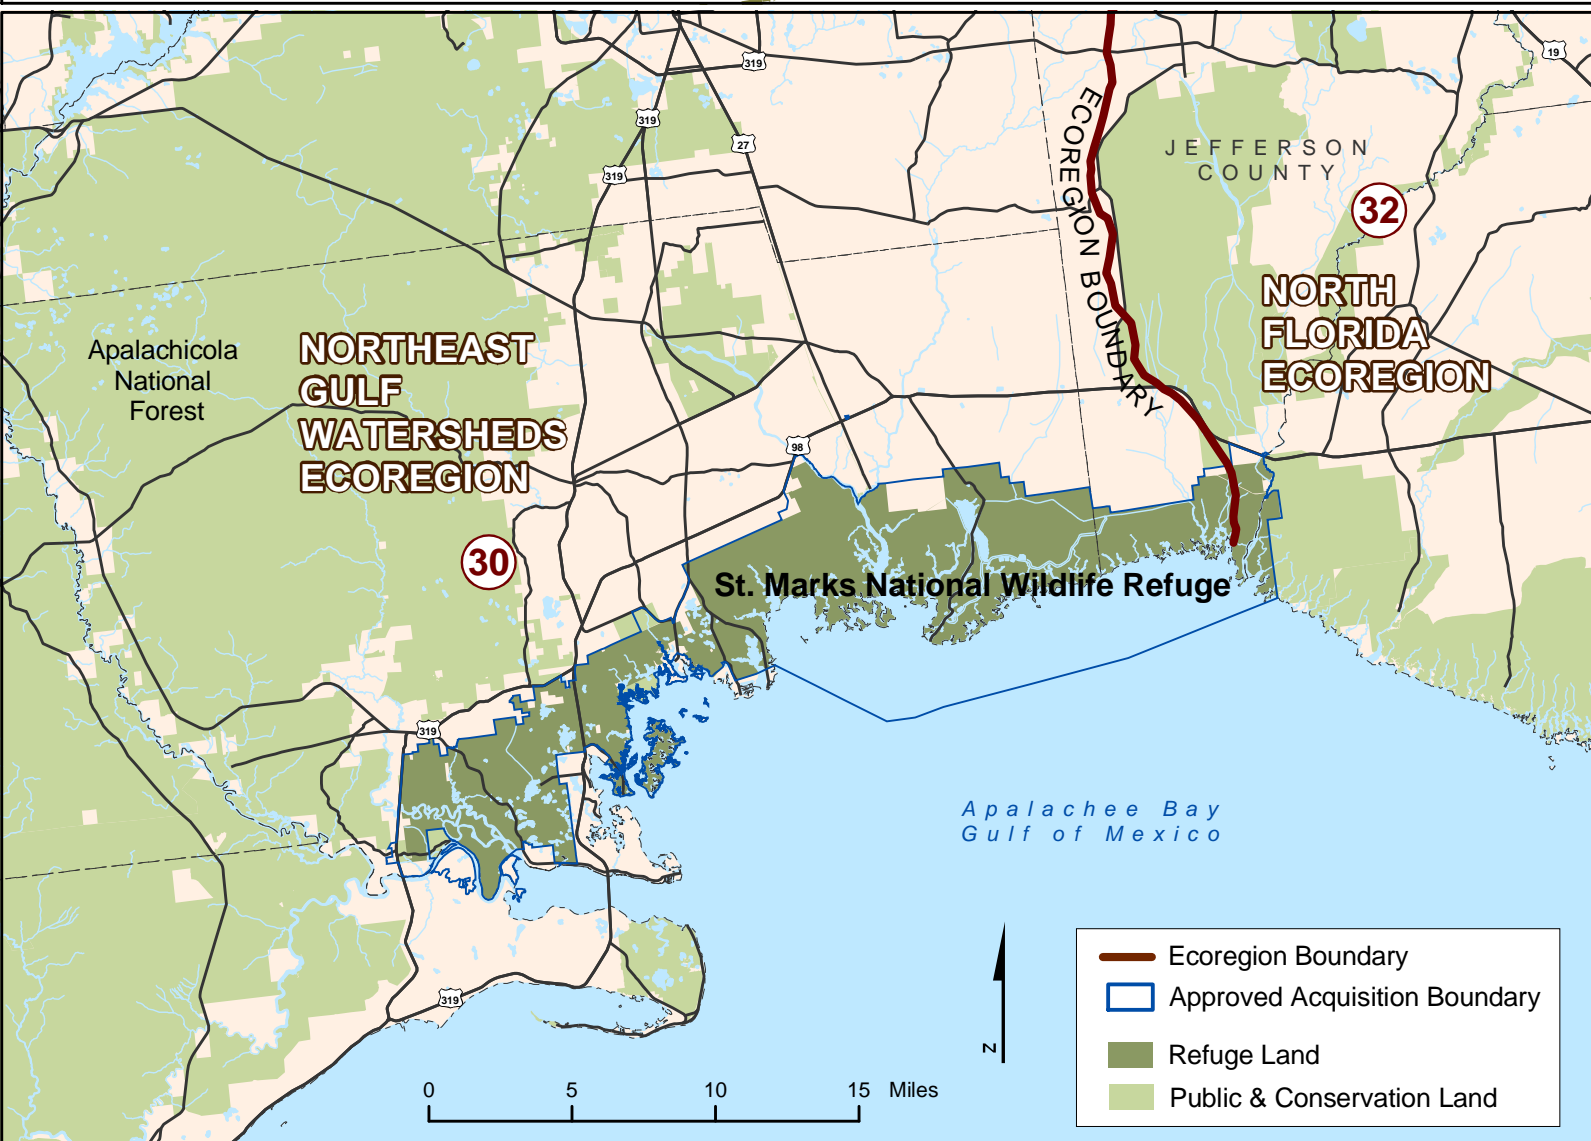 319
19
319
27
319
JEFFERSON
COUNTY
32
ECOREGION BOUNDARY
NORTH
FLORIDA
ECOREGION
Apalachicola
National
Forest
NORTHEAST
GULF
WATERSHEDS
ECOREGION
98
30
St. Marks National Wildlife Refuge
319
Apalachee Bay
Gulf of Mexico
319
N
Ecoregion Boundary
Approved Acquisition Boundary
Refuge Land
Public & Conservation Land
0 5 10 15 Miles